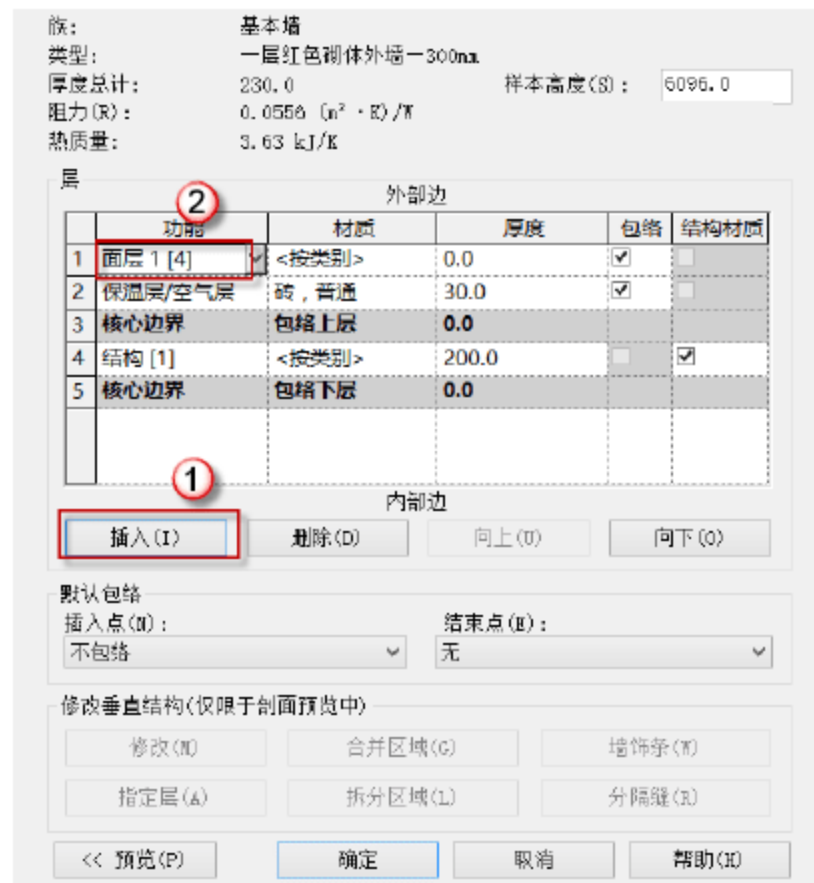 族: 基本墙
类型: 一层红色砌体外墙一300mm
厚度总计: 230.0 样本高度(S): 6096.0
阻力(R): 0.0556 (m²·K)/W
热质量: 3.63 kJ/K
层
外部边
② 功能 材质 厚度 包络 结构材质
1 面层 1 [4] <按类别> 0.0
2 保温层/空气层 砖，普通 30.0
3 核心边界 包络上层 0.0
4 结构 [1] <按类别> 200.0
5 核心边界 包络下层 0.0
①
内部边
插入(I) 删除(D) 向上(U) 向下(O)
默认包络
插入点(N): 结束点(E):
不包络 无
修改垂直结构(仅限于剖面预览中)
修改(M) 合并区域(G) 墙饰条(W)
指定层(A) 拆分区域(L) 分隔缝(R)
<< 预览(P) 确定 取消 帮助(H)